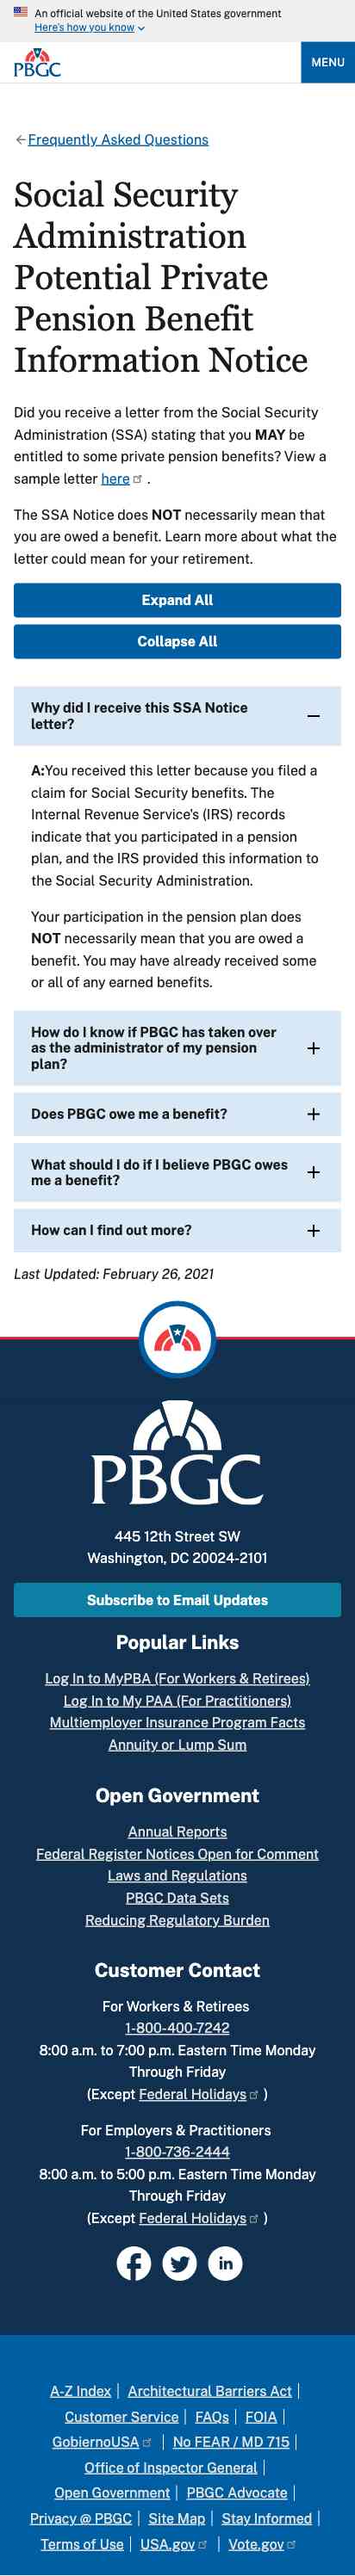 An official website of the United States government
Here's how you know
PBGC
MENU
Frequently Asked Questions
Social Security
Administration
Potential Private
Pension Benefit
Information Notice
Did you receive a letter from the Social Security
Administration (SSA) stating that you MAY be
entitled to some private pension benefits? View a
sample letter here .
The SSA Notice does NOT necessarily mean that
you are owed a benefit. Learn more about what the
letter could mean for your retirement.
Expand All
Collapse All
Why did I receive this SSA Notice
letter?
A:You received this letter because you filed a
claim for Social Security benefits. The
Internal Revenue Service's (IRS) records
indicate that you participated in a pension
plan, and the IRS provided this information to
the Social Security Administration.
Your participation in the pension plan does
NOT necessarily mean that you are owed a
benefit. You may have already received some
or all of any earned benefits.
How do I know if PBGC has taken over
as the administrator of my pension
plan?
Does PBGC owe me a benefit?
What should I do if I believe PBGC owes
me a benefit?
How can I find out more?
Last Updated: February 26, 2021
PBGC
445 12th Street SW
Washington, DC 20024-2101
Subscribe to Email Updates
Popular Links
Log In to MyPBA (For Workers & Retirees)
Log In to My PAA (For Practitioners)
Multiemployer Insurance Program Facts
Annuity or Lump Sum
Open Government
Annual Reports
Federal Register Notices Open for Comment
Laws and Regulations
PBGC Data Sets
Reducing Regulatory Burden
Customer Contact
For Workers & Retirees
1-800-400-7242
8:00 a.m. to 7:00 p.m. Eastern Time Monday
Through Friday
(Except Federal Holidays )
For Employers & Practitioners
1-800-736-2444
8:00 a.m. to 5:00 p.m. Eastern Time Monday
Through Friday
(Except Federal Holidays )
A-Z Index | Architectural Barriers Act |
Customer Service | FAQs | FOIA |
GobiernoUSA | No FEAR / MD 715 |
Office of Inspector General |
Open Government | PBGC Advocate |
Privacy @ PBGC | Site Map | Stay Informed |
Terms of Use | USA.gov | Vote.gov